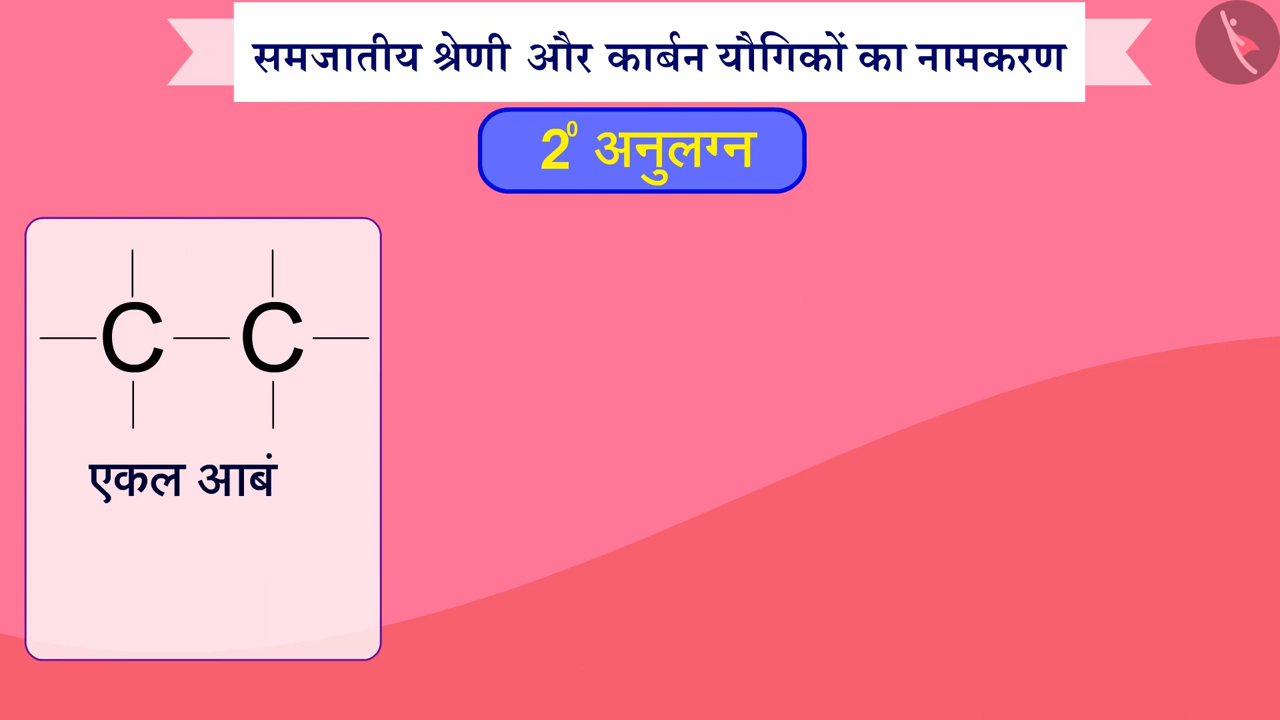 समजातीय श्रेणी और कार्बन यौगिकों का नामकरण
2⁰ अनुलग्न
C C
एकल आबं